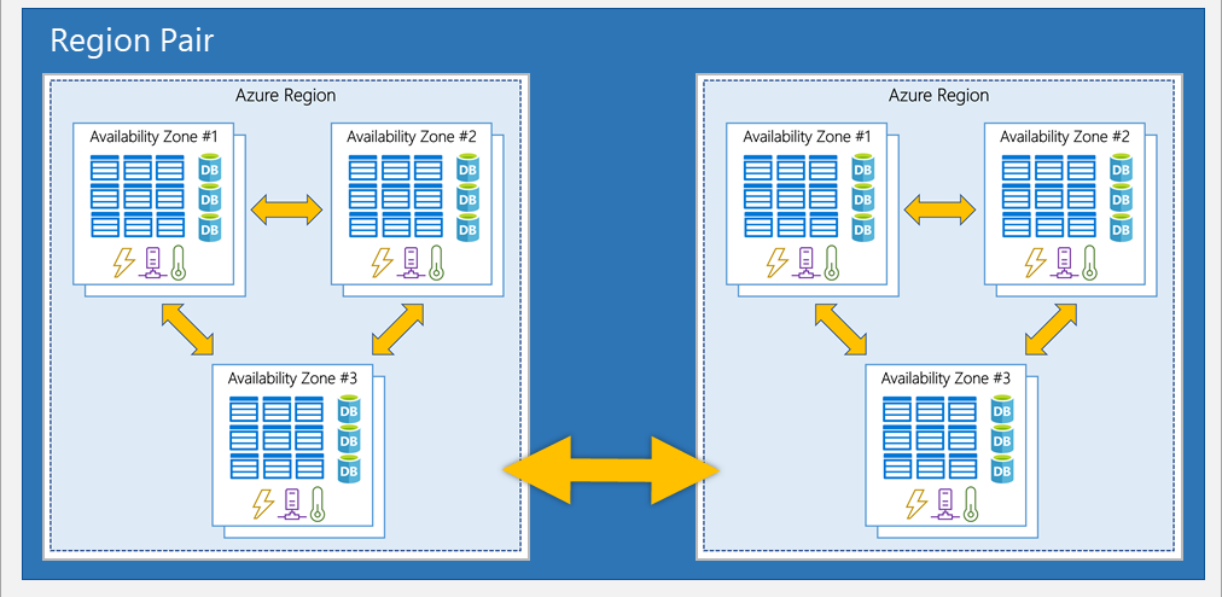 Region Pair
Azure Region
Availability Zone #1
DB
DB
DB
Availability Zone #2
DB
DB
DB
Availability Zone #3
DB
DB
DB
Azure Region
Availability Zone #1
DB
DB
DB
Availability Zone #2
DB
DB
DB
Availability Zone #3
DB
DB
DB